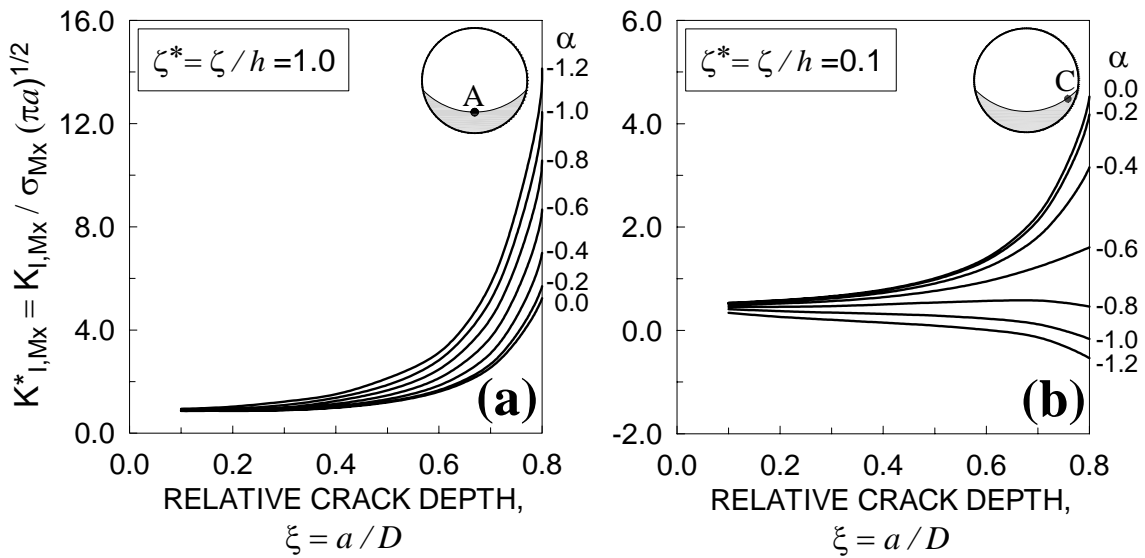 K*I,Mx = KI,Mx / σMx (πa)1/2
16.0
12.0
8.0
4.0
0.0
ζ* = ζ / h =1.0
A
α
-1.2
-1.0
-0.8
-0.6
-0.4
-0.2
0.0
(a)
0.0 0.2 0.4 0.6 0.8
RELATIVE CRACK DEPTH,
ξ = a / D
6.0
4.0
2.0
0.0
-2.0
ζ* = ζ / h =0.1
C
α
0.0
-0.2
-0.4
-0.6
-0.8
-1.0
-1.2
(b)
0.0 0.2 0.4 0.6 0.8
RELATIVE CRACK DEPTH,
ξ = a / D